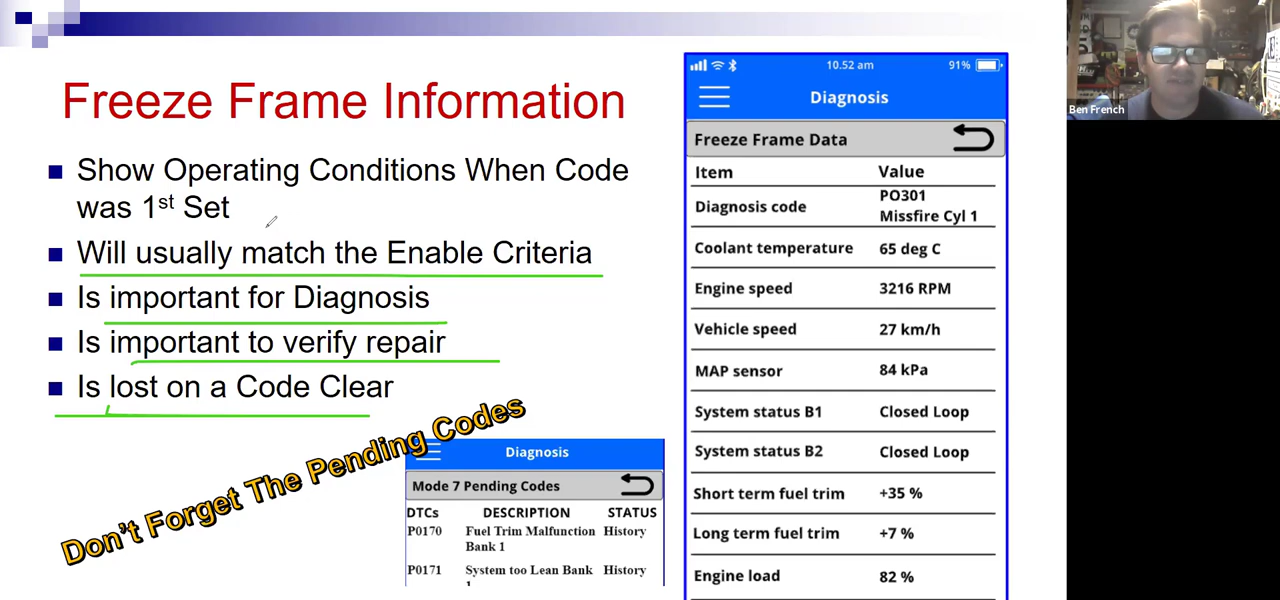 Freeze Frame Information
Show Operating Conditions When Code
was 1st Set
Will usually match the Enable Criteria
Is important for Diagnosis
Is important to verify repair
Is lost on a Code Clear
Don't Forget The Pending Codes
Diagnosis
Mode 7 Pending Codes
DTCs DESCRIPTION STATUS
P0170 Fuel Trim Malfunction History
Bank 1
P0171 System too Lean Bank History
10.52 am 91%
Diagnosis
Freeze Frame Data
Item Value
Diagnosis code PO301
Missfire Cyl 1
Coolant temperature 65 deg C
Engine speed 3216 RPM
Vehicle speed 27 km/h
MAP sensor 84 kPa
System status B1 Closed Loop
System status B2 Closed Loop
Short term fuel trim +35 %
Long term fuel trim +7 %
Engine load 82 %
Ben French